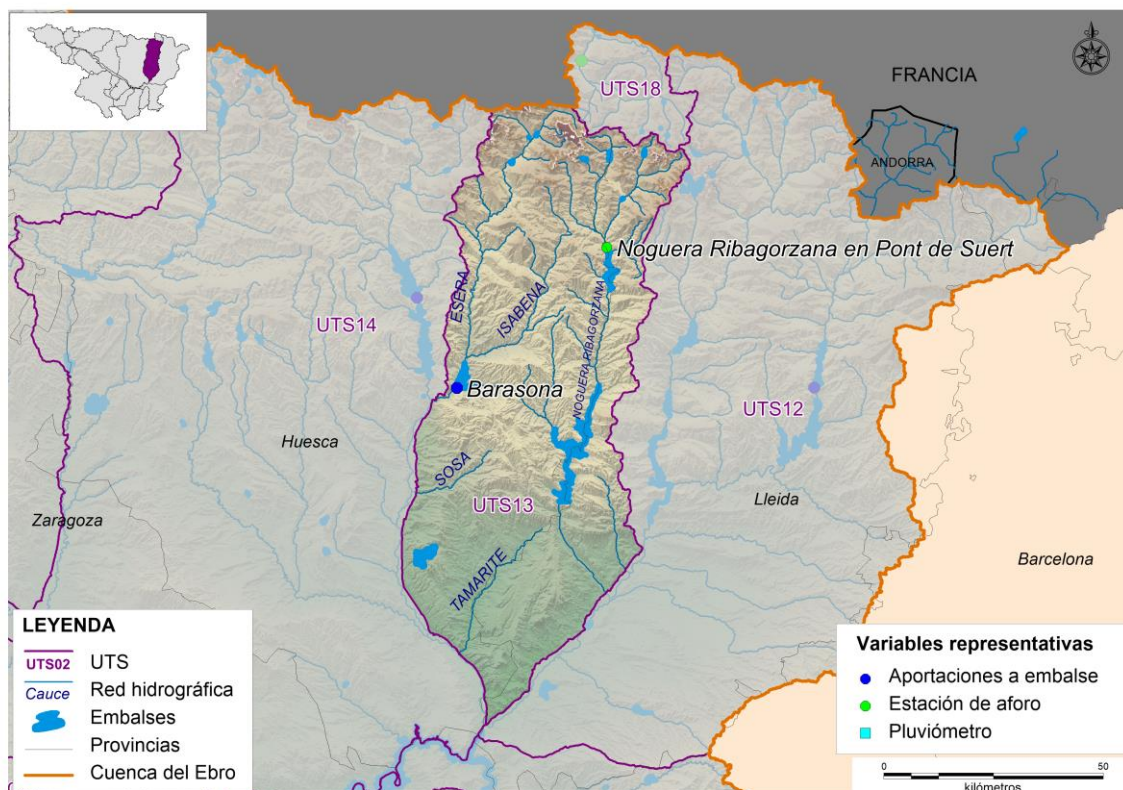 FRANCIA
UTS18
ANDORRA
Noguera Ribagorzana en Pont de Suert
ESERA
ISABENA
NOGUERA RIBAGORZANA
UTS14
Barasona
UTS12
Huesca
SOSA
UTS13
Lleida
Zaragoza
TAMARITE
Barcelona
LEYENDA
UTS02 UTS
Cauce Red hidrográfica
Embalses
Provincias
Cuenca del Ebro
Variables representativas
Aportaciones a embalse
Estación de aforo
Pluviómetro
0 50
kilómetros